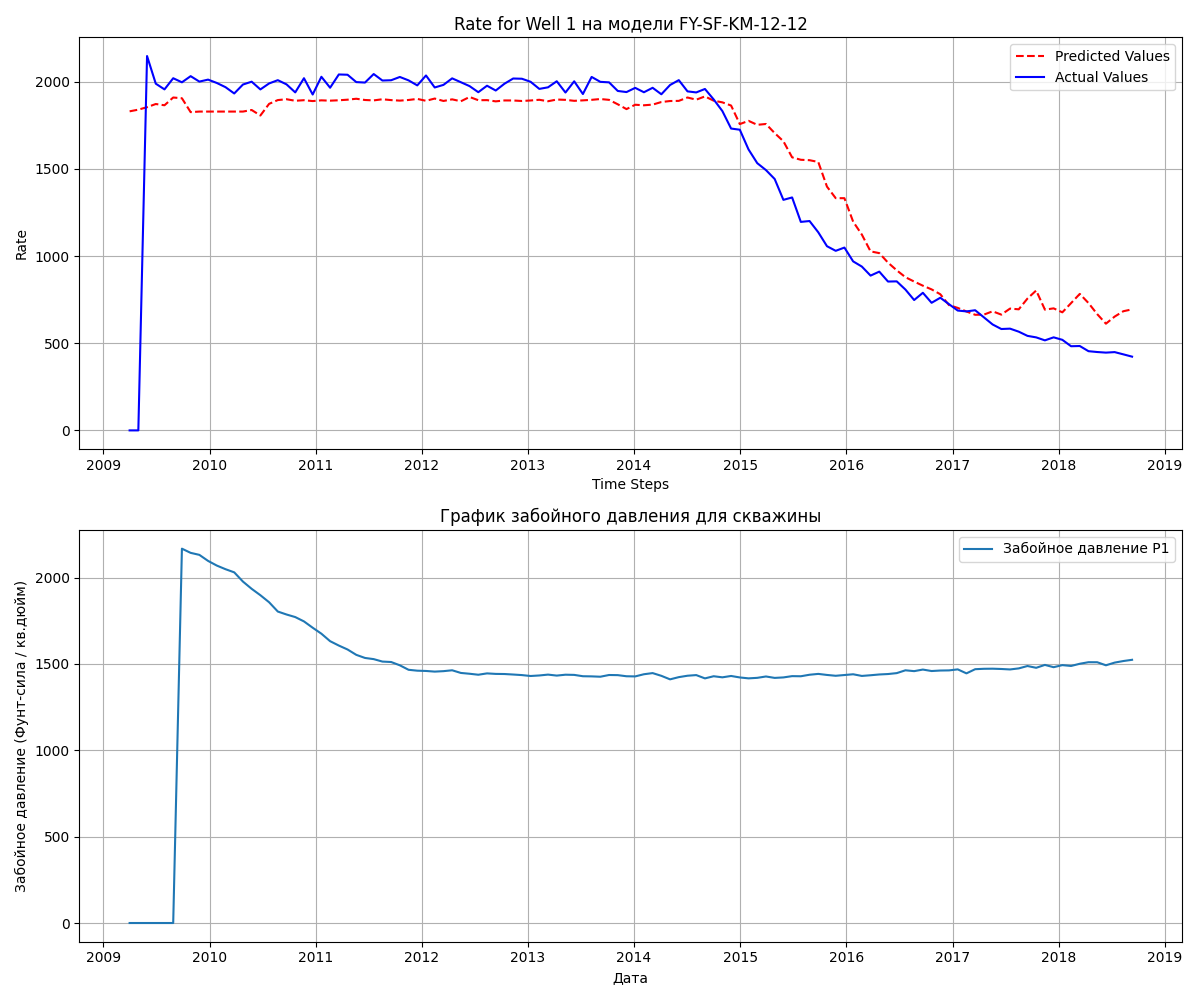 Rate for Well 1 на модели FY-SF-KM-12-12
Predicted Values
Actual Values
Rate
2000
1500
1000
500
0
2009 2010 2011 2012 2013 2014 2015 2016 2017 2018 2019
Time Steps
График забойного давления для скважины
Забойное давление P1
Забойное давление (Фунт-сила / кв.дюйм)
2000
1500
1000
500
0
2009 2010 2011 2012 2013 2014 2015 2016 2017 2018 2019
Дата